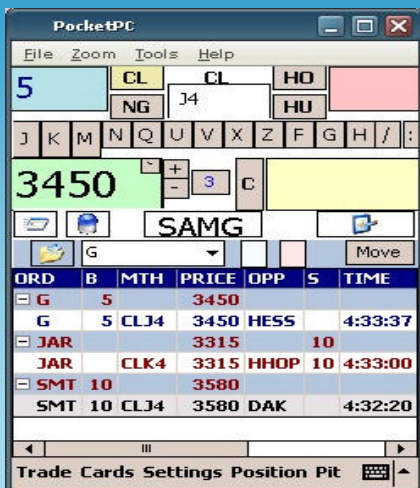 PocketPC
File Zoom Tools Help
5 CL CL HO
NG J4 HU
J K M N Q U V X Z F G H / :
3450 ` + - 3 C
SAMG
G Move
ORD B MTH PRICE OPP S TIME
G 5 3450
G 5 CLJ4 3450 HESS 4:33:37
JAR 3315 10
JAR CLK4 3315 HHOP 10 4:33:00
SMT 10 3580
SMT 10 CLJ4 3580 DAK 4:32:20
Trade Cards Settings Position Pit